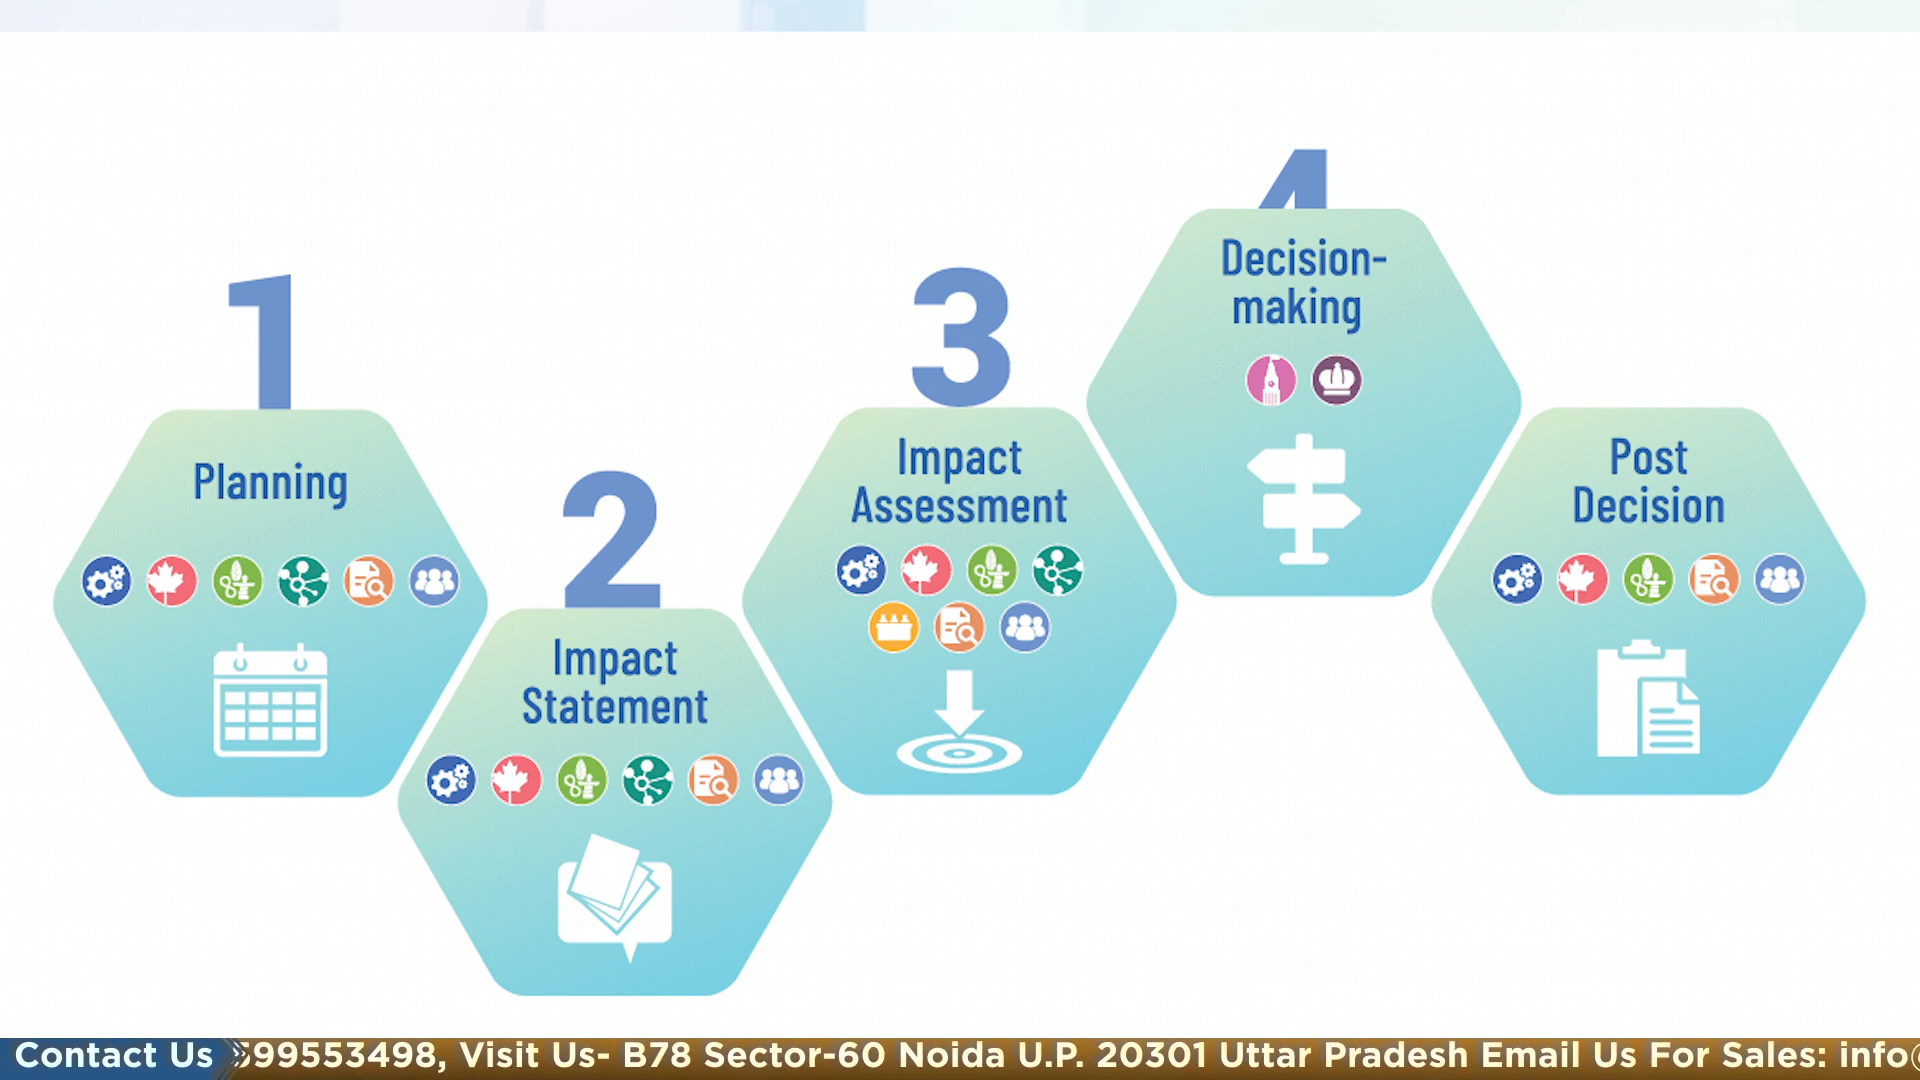 1
Planning
2
Impact
Statement
3
Impact
Assessment
4
Decision-
making
Post
Decision
Contact Us
99553498, Visit Us- B78 Sector-60 Noida U.P. 20301 Uttar Pradesh Email Us For Sales: info@